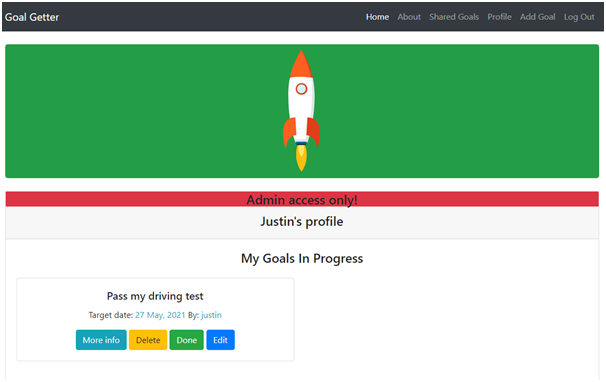 Goal Getter Home About Shared Goals Profile Add Goal Log Out
Admin access only!
Justin's profile
My Goals In Progress
Pass my driving test
Target date: 27 May, 2021 By: justin
More info Delete Done Edit